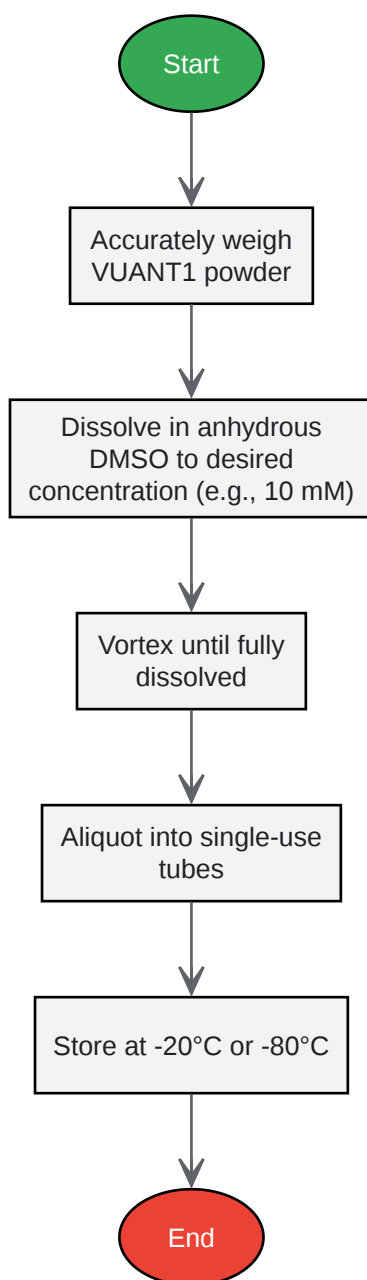 Start
Accurately weigh
VUANT1 powder
Dissolve in anhydrous
DMSO to desired
concentration (e.g., 10 mM)
Vortex until fully
dissolved
Aliquot into single-use
tubes
Store at -20°C or -80°C
End